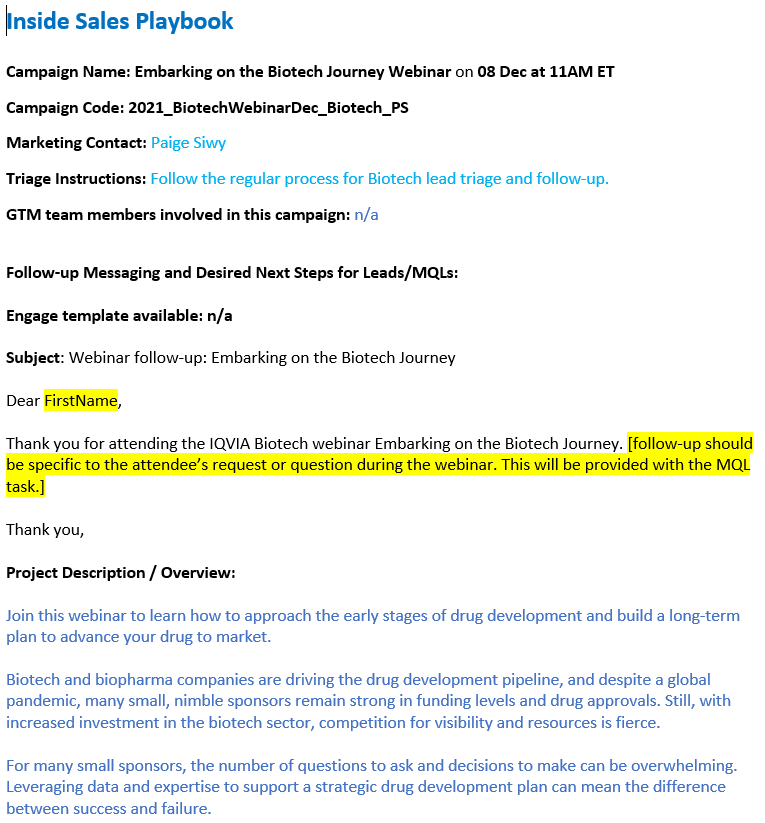 Inside Sales Playbook
Campaign Name: Embarking on the Biotech Journey Webinar on 08 Dec at 11AM ET
Campaign Code: 2021_BiotechWebinarDec_Biotech_PS
Marketing Contact: Paige Siwy
Triage Instructions: Follow the regular process for Biotech lead triage and follow-up.
GTM team members involved in this campaign: n/a
Follow-up Messaging and Desired Next Steps for Leads/MQLs:
Engage template available: n/a
Subject: Webinar follow-up: Embarking on the Biotech Journey
Dear FirstName,
Thank you for attending the IQVIA Biotech webinar Embarking on the Biotech Journey. [follow-up should
be specific to the attendee’s request or question during the webinar. This will be provided with the MQL
task.]
Thank you,
Project Description / Overview:
Join this webinar to learn how to approach the early stages of drug development and build a long-term
plan to advance your drug to market.
Biotech and biopharma companies are driving the drug development pipeline, and despite a global
pandemic, many small, nimble sponsors remain strong in funding levels and drug approvals. Still, with
increased investment in the biotech sector, competition for visibility and resources is fierce.
For many small sponsors, the number of questions to ask and decisions to make can be overwhelming.
Leveraging data and expertise to support a strategic drug development plan can mean the difference
between success and failure.